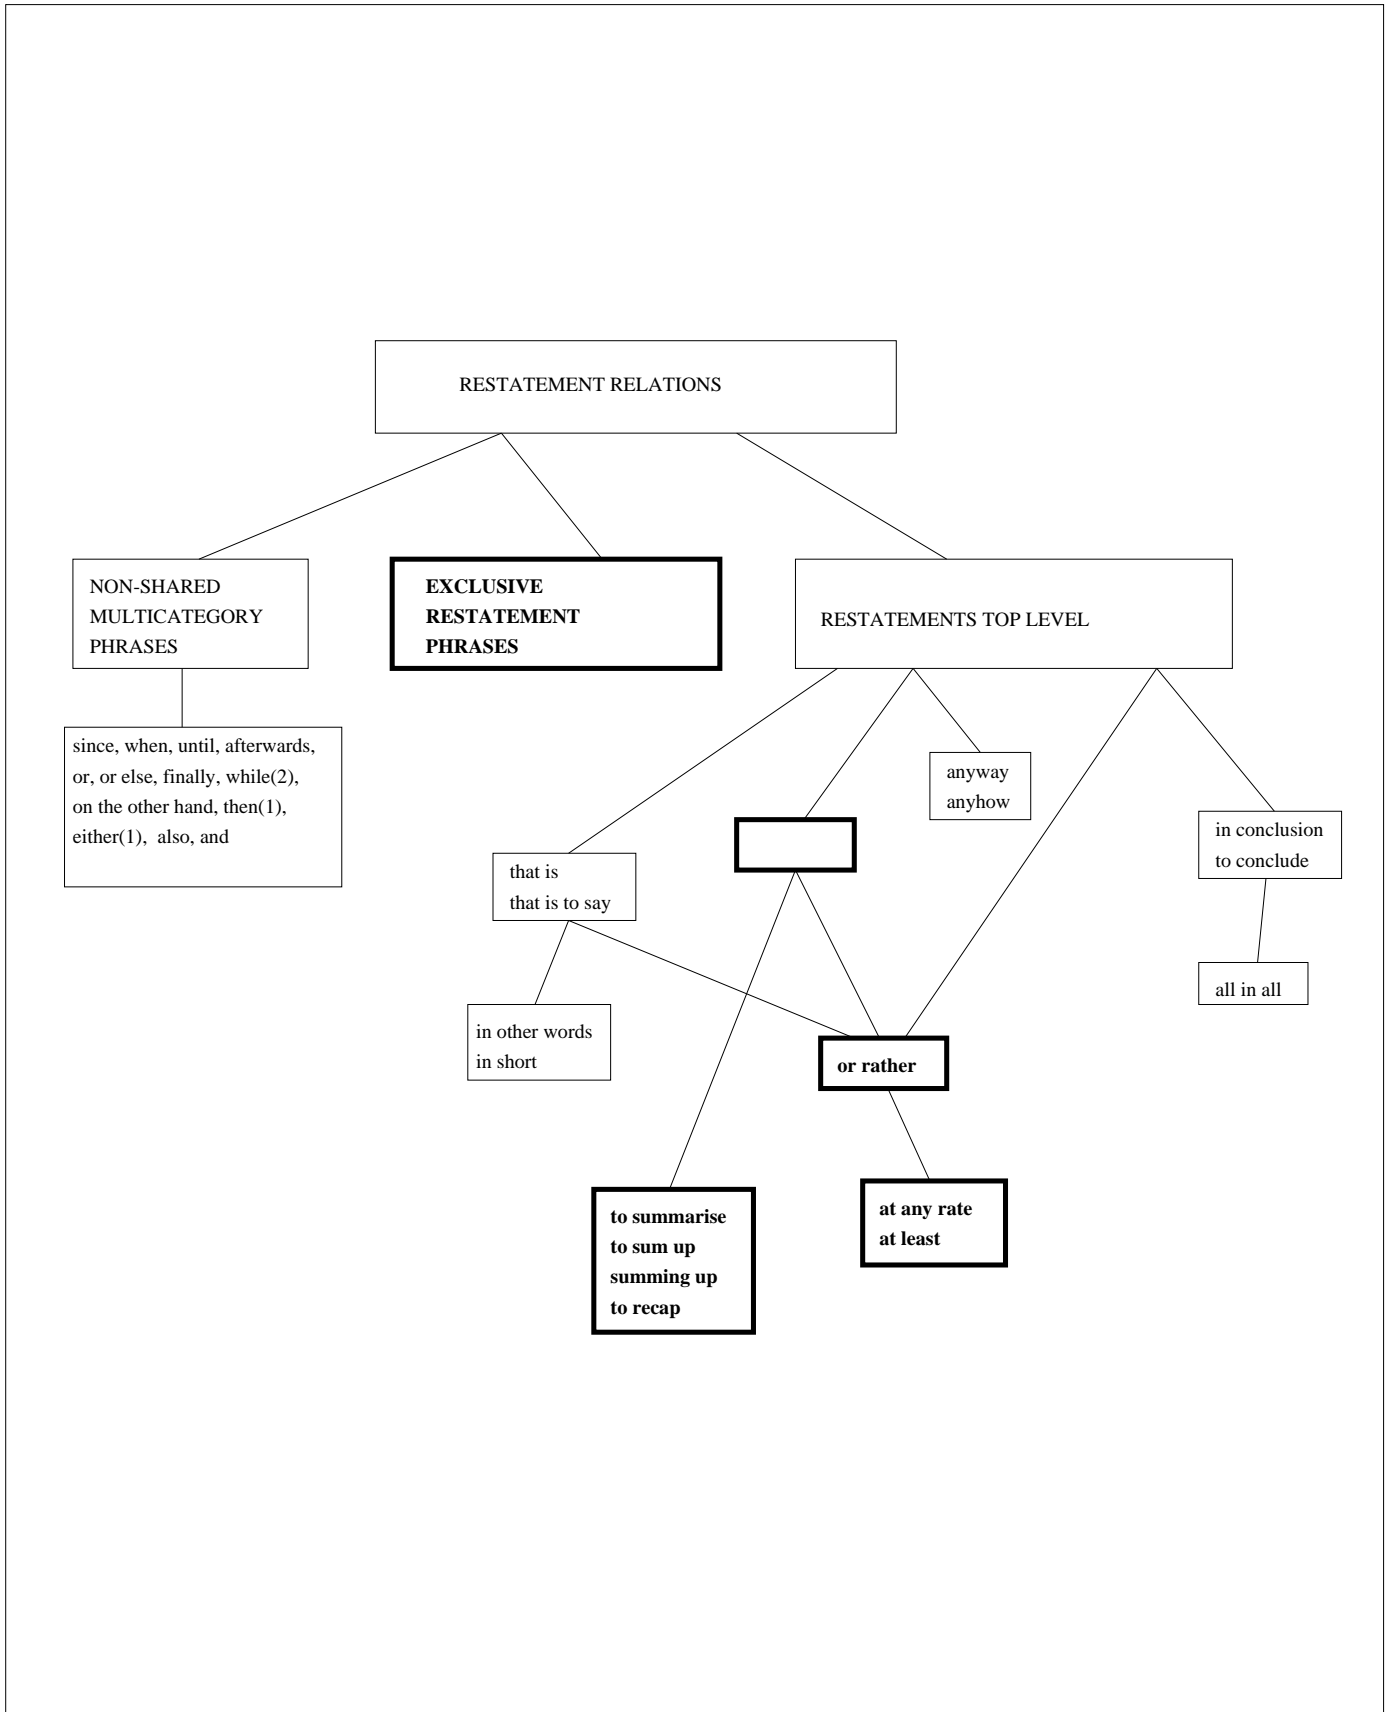 RESTATEMENT RELATIONS
NON-SHARED
MULTICATEGORY
PHRASES
EXCLUSIVE
RESTATEMENT
PHRASES
RESTATEMENTS TOP LEVEL
since, when, until, afterwards,
or, or else, finally, while(2),
on the other hand, then(1),
either(1), also, and
anyway
anyhow
in conclusion
to conclude
that is
that is to say
all in all
in other words
in short
or rather
to summarise
to sum up
summing up
to recap
at any rate
at least